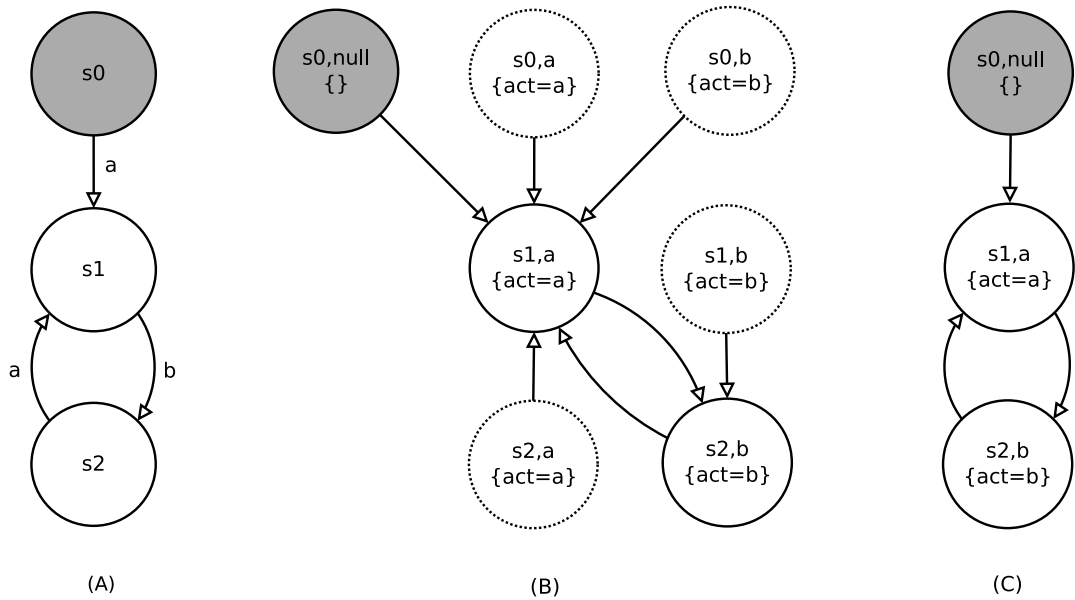 s0
a
s1
a
b
s2
(A)
s0,null
{}
s0,a
{act=a}
s0,b
{act=b}
s1,a
{act=a}
s1,b
{act=b}
s2,a
{act=a}
s2,b
{act=b}
(B)
s0,null
{}
s1,a
{act=a}
s2,b
{act=b}
(C)